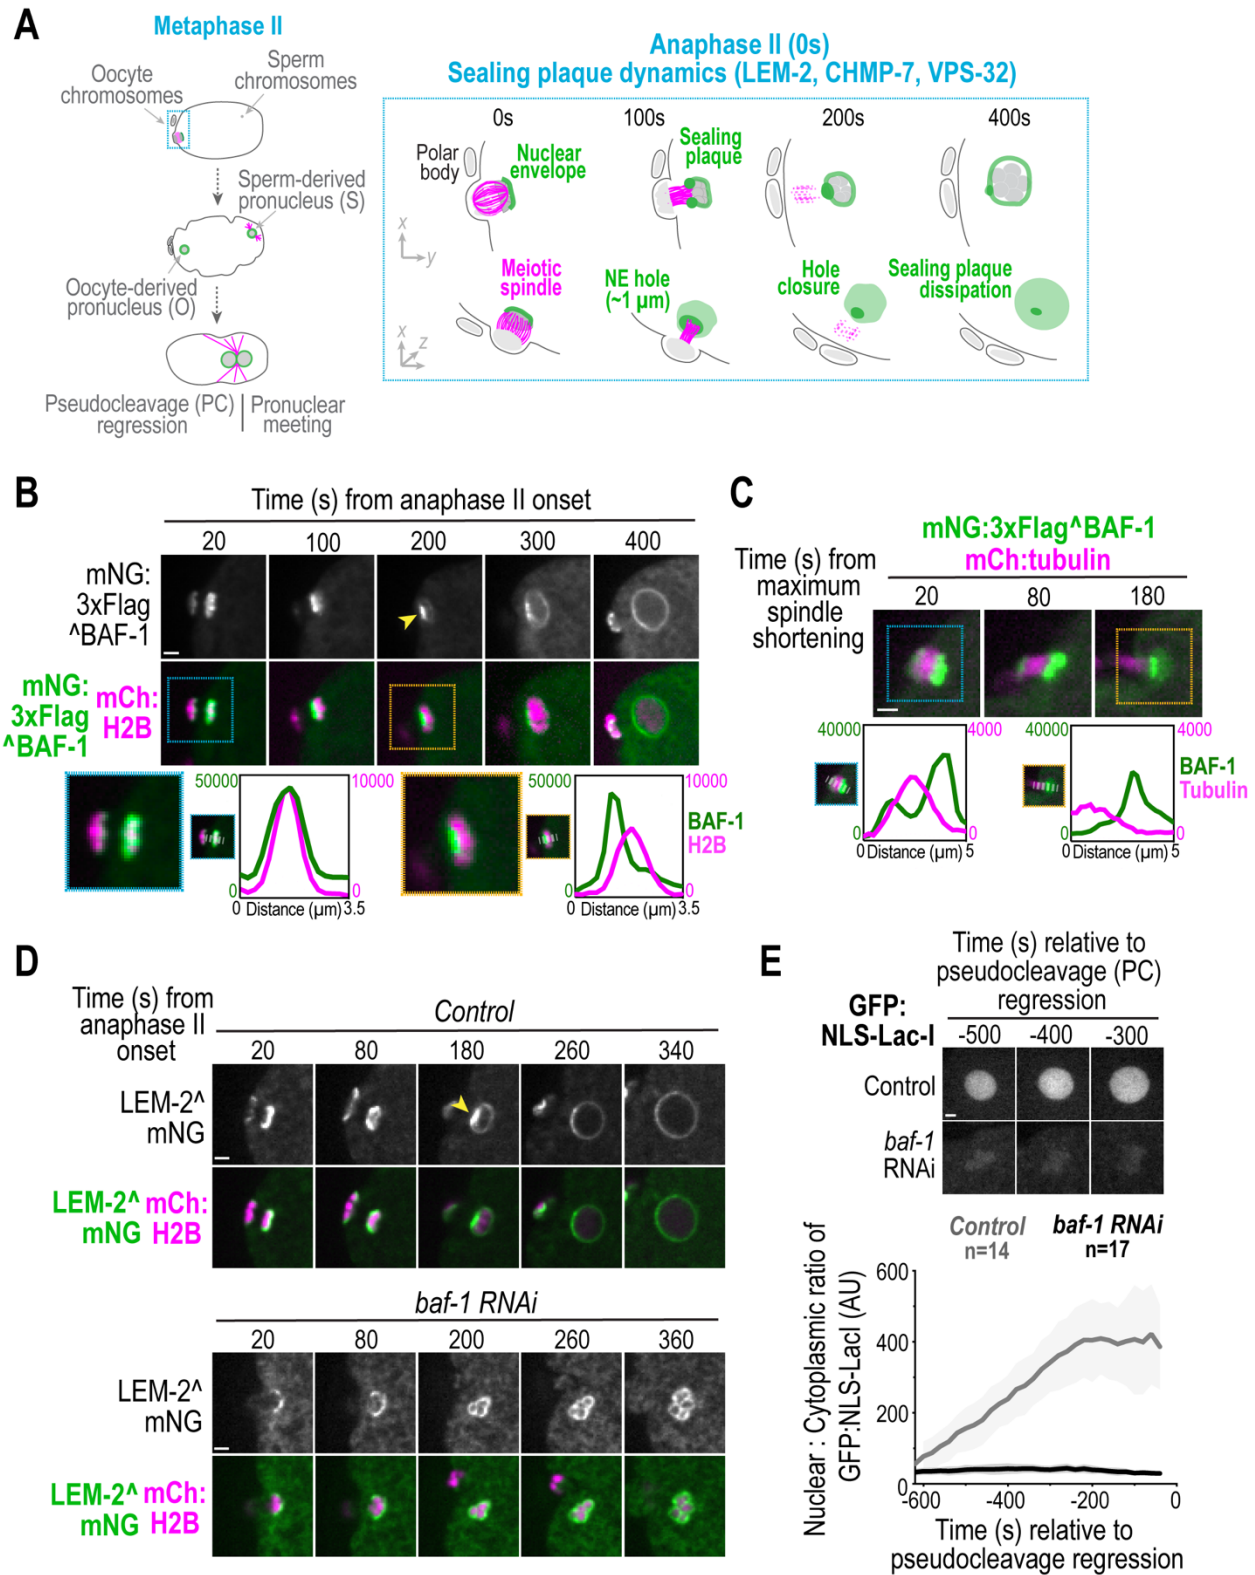 A
Metaphase II
Oocyte
chromosomes
Sperm
chromosomes
Sperm-derived
pronucleus (S)
Oocyte-derived
pronucleus (O)
Pseudocleavage (PC)
regression
Pronuclear
meeting
Anaphase II (0s)
Sealing plaque dynamics (LEM-2, CHMP-7, VPS-32)
0s
100s
200s
400s
Polar
body
Nuclear
envelope
Sealing
plaque
x
y
Meiotic
spindle
NE hole
(~1 µm)
Hole
closure
Sealing plaque
dissipation
x
z
B
Time (s) from anaphase II onset
20 100 200 300 400
mNG:
3xFlag
^BAF-1
mNG:
3xFlag
^BAF-1
mCh:
H2B
50000
10000
0
0
0 Distance (µm) 3.5
50000
10000
BAF-1
H2B
0
0
0 Distance (µm) 3.5
C
mNG:3xFlag^BAF-1
mCh:tubulin
Time (s) from
maximum
spindle
shortening
20 80 180
40000
4000
0
0
0 Distance (µm) 5
40000
4000
BAF-1
Tubulin
0
0
0 Distance (µm) 5
D
Time (s) from
anaphase II
onset
Control
20 80 180 260 340
LEM-2^
mNG
LEM-2^ mCh:
mNG H2B
baf-1 RNAi
20 80 200 260 360
LEM-2^
mNG
LEM-2^ mCh:
mNG H2B
E
Time (s) relative to
pseudocleavage (PC)
regression
GFP:
NLS-Lac-I
-500 -400 -300
Control
baf-1
RNAi
Control
n=14
baf-1 RNAi
n=17
Nuclear : Cytoplasmic ratio of
GFP:NLS-LacI (AU)
600
400
200
0
-600 -400 -200 0
Time (s) relative to
pseudocleavage regression